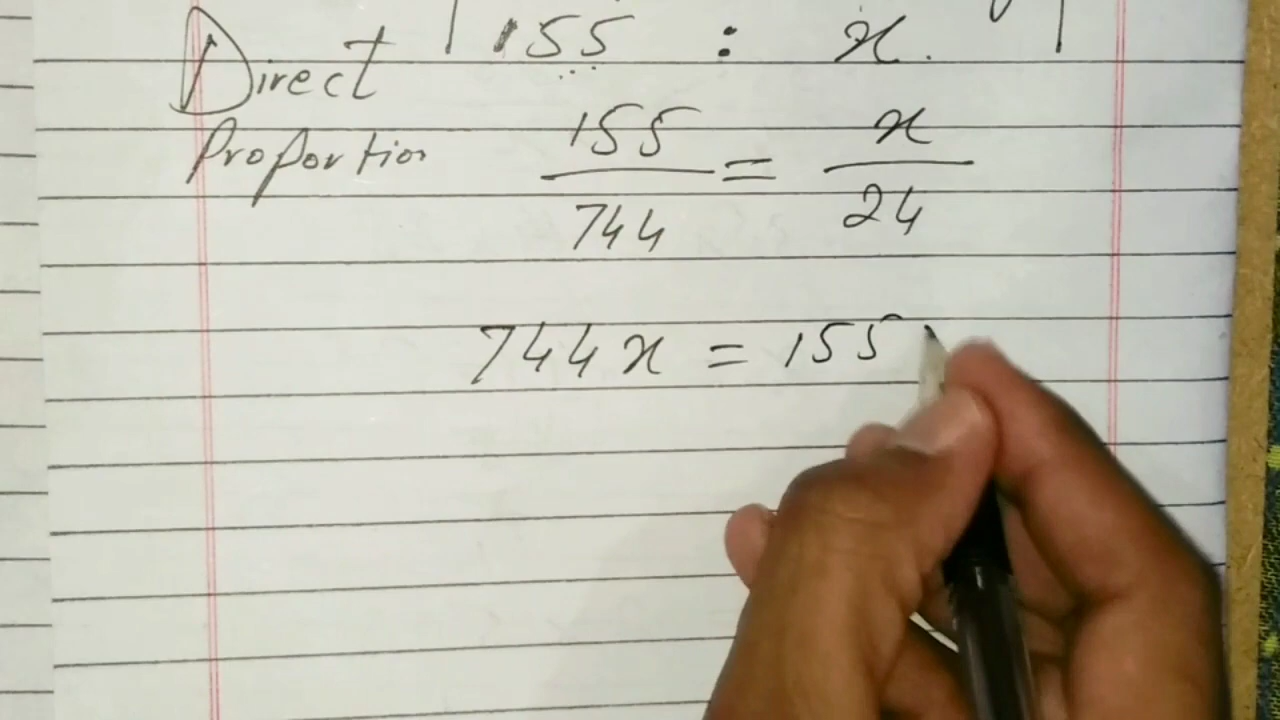 155 : x.
Direct
Proportion
155/744 = x/24
744x = 155